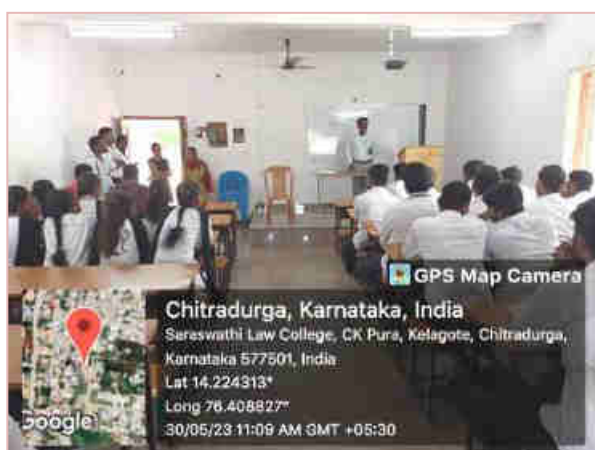 GPS Map Camera
Chitradurga, Karnataka, India
Saraswathi Law College, CK Pura, Kelagote, Chitradurga,
Karnataka 577501, India
Lat 14.224313°
Long 76.408827°
30/05/23 11:09 AM GMT +05:30
Google